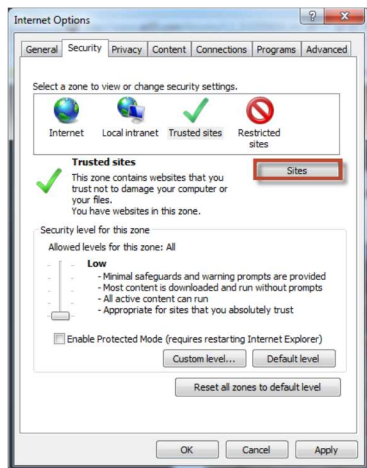 Internet Options
General Security Privacy Content Connections Programs Advanced
Select a zone to view or change security settings.
Internet Local intranet Trusted sites Restricted
sites
Trusted sites
Sites
This zone contains websites that you
trust not to damage your computer or
your files.
You have websites in this zone.
Security level for this zone
Allowed levels for this zone: All
Low
- Minimal safeguards and warning prompts are provided
- Most content is downloaded and run without prompts
- All active content can run
- Appropriate for sites that you absolutely trust
Enable Protected Mode (requires restarting Internet Explorer)
Custom level... Default level
Reset all zones to default level
OK Cancel Apply